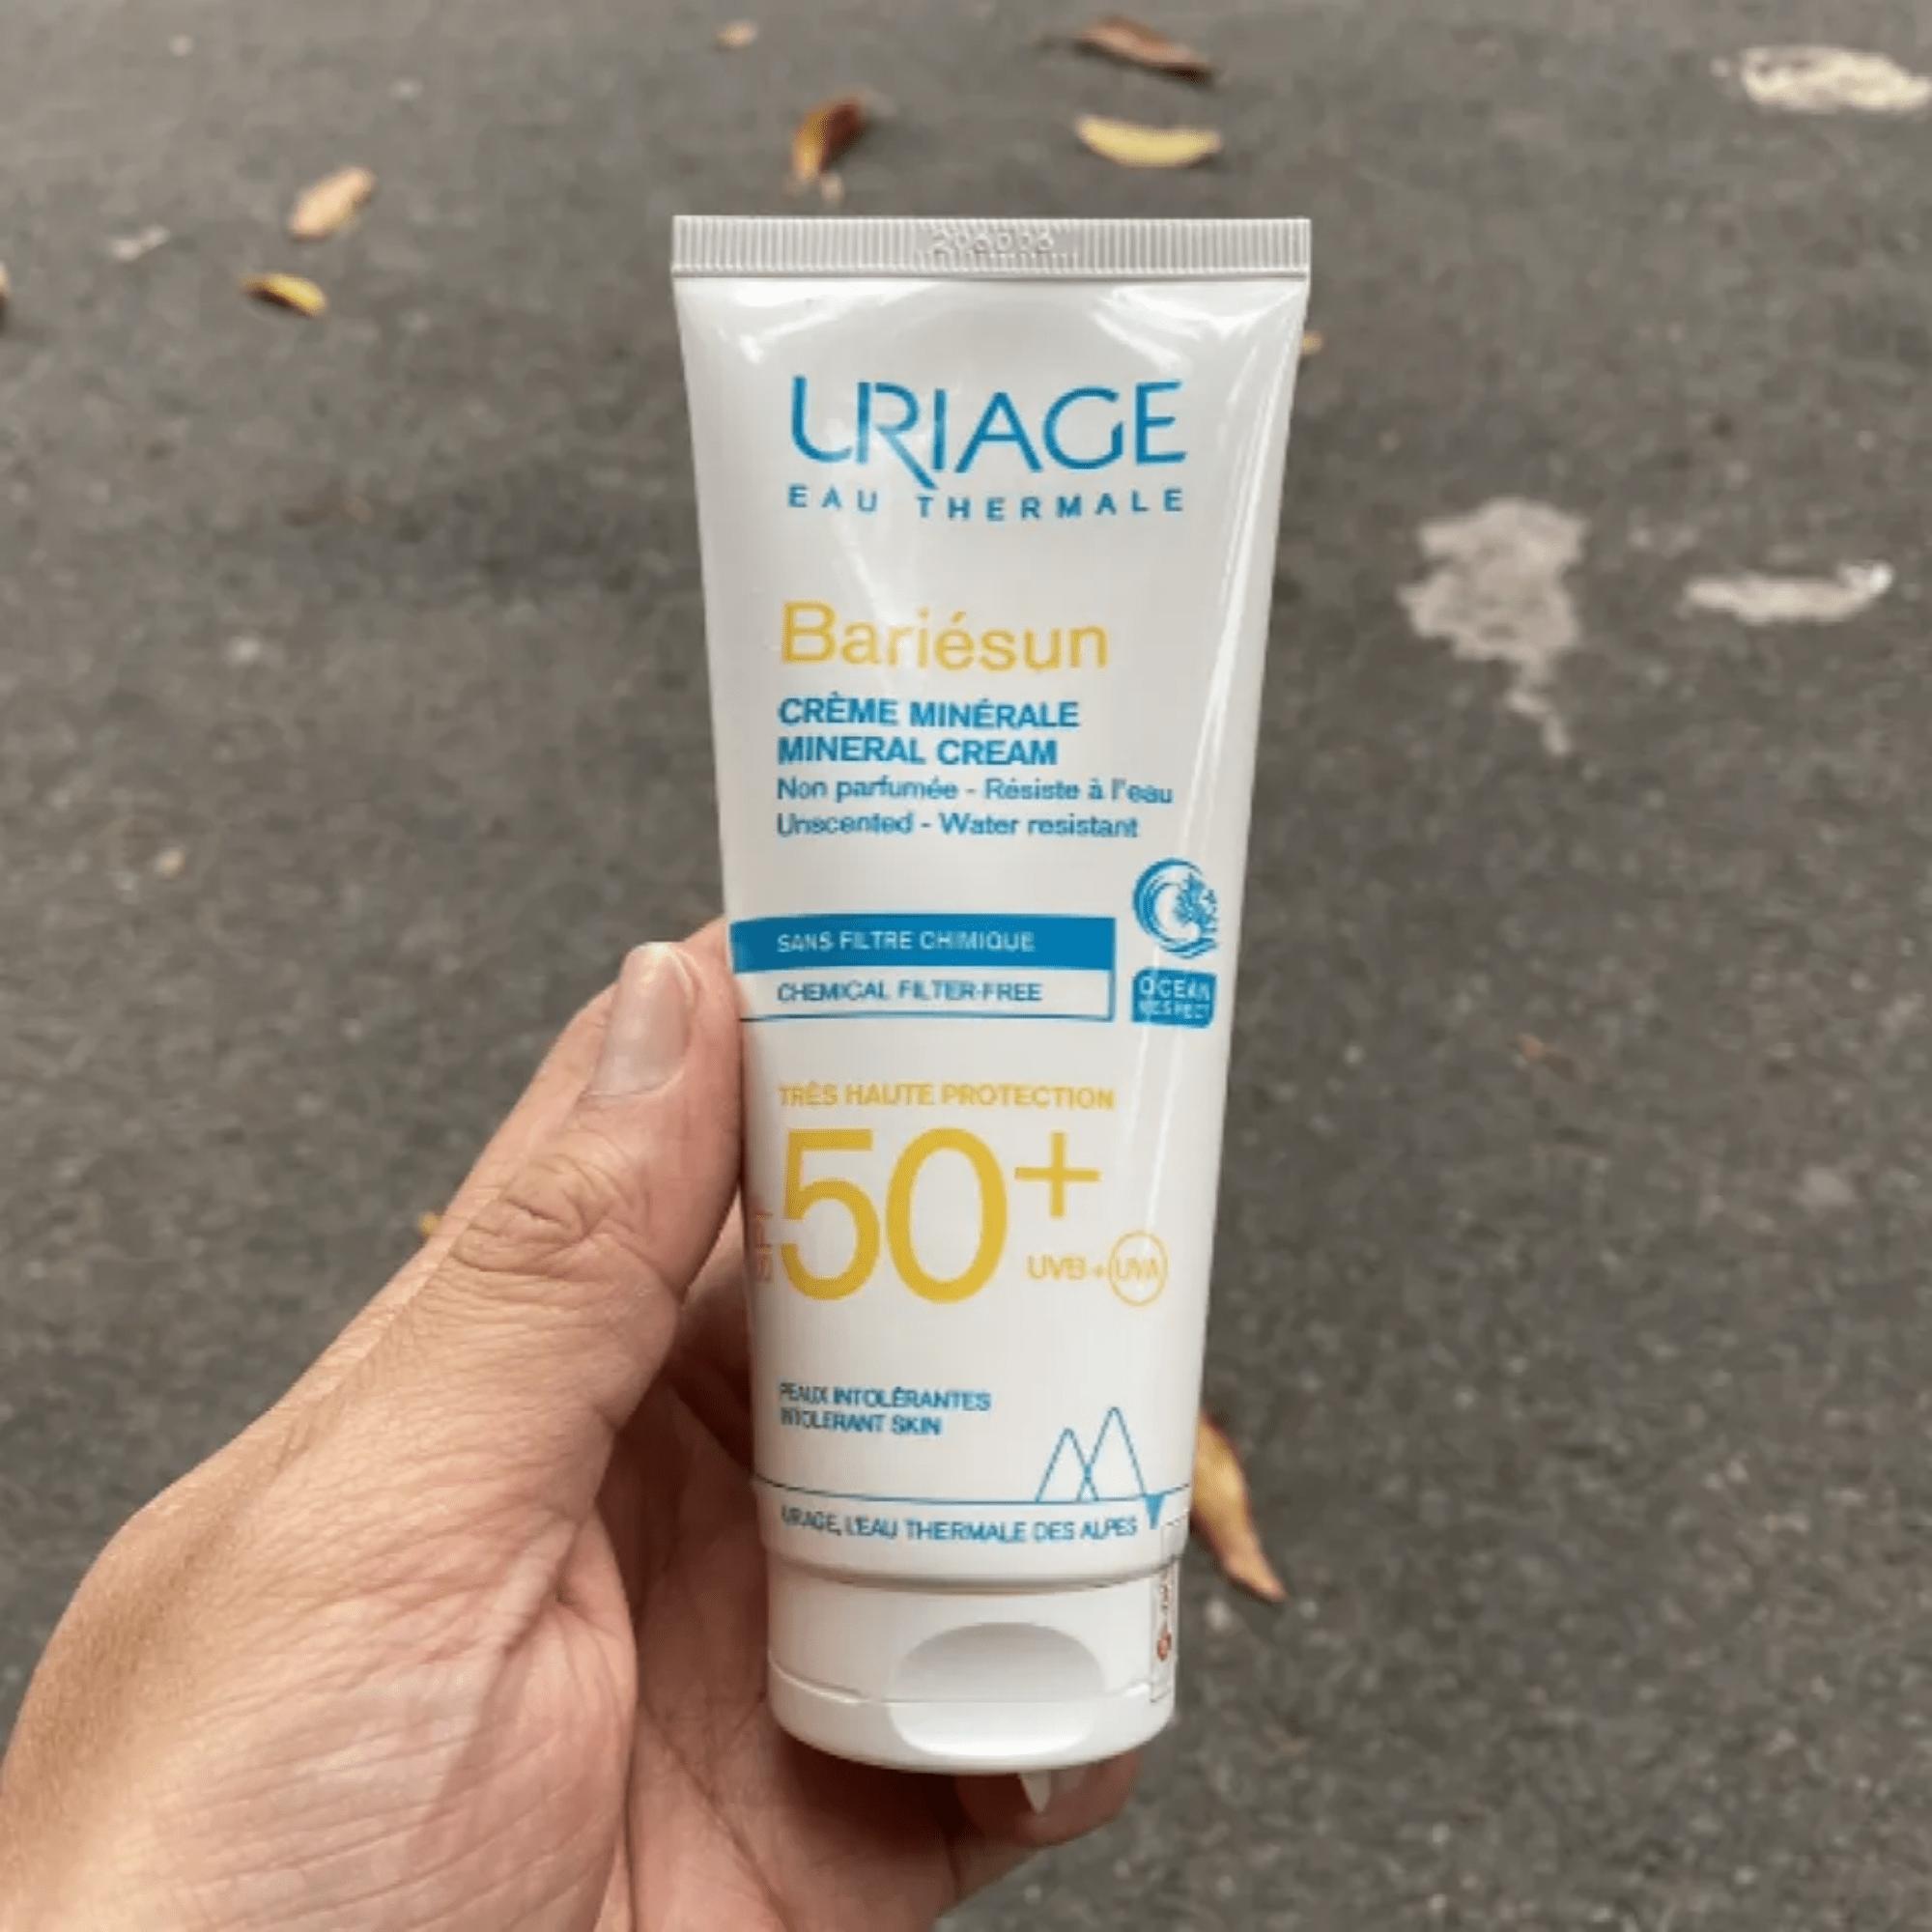 URIAGE
EAU THERMALE
Bariésun
CRÈME MINÉRALE
MINERAL CREAM
Non parfumée - Résiste à l'eau
Unscented - Water resistant
SANS FILTRE CHIMIQUE
CHEMICAL FILTER-FREE
OCEAN
RESPECT
TRÈS HAUTE PROTECTION
SPF 50+
UVB + UVA
PEAUX INTOLÉRANTES
INTOLERANT SKIN
URIAGE, L'EAU THERMALE DES ALPES